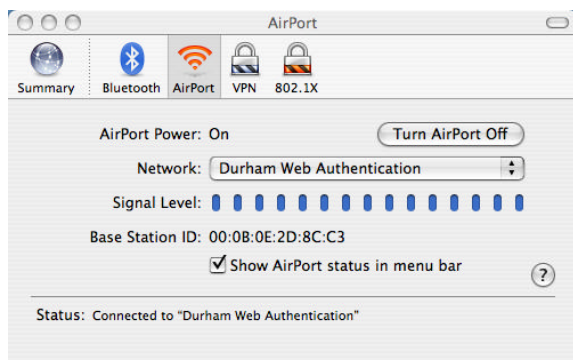 AirPort
Summary Bluetooth AirPort VPN 802.1X
AirPort Power: On Turn AirPort Off
Network: Durham Web Authentication
Signal Level:
Base Station ID: 00:0B:0E:2D:8C:C3
Show AirPort status in menu bar ?
Status: Connected to “Durham Web Authentication”